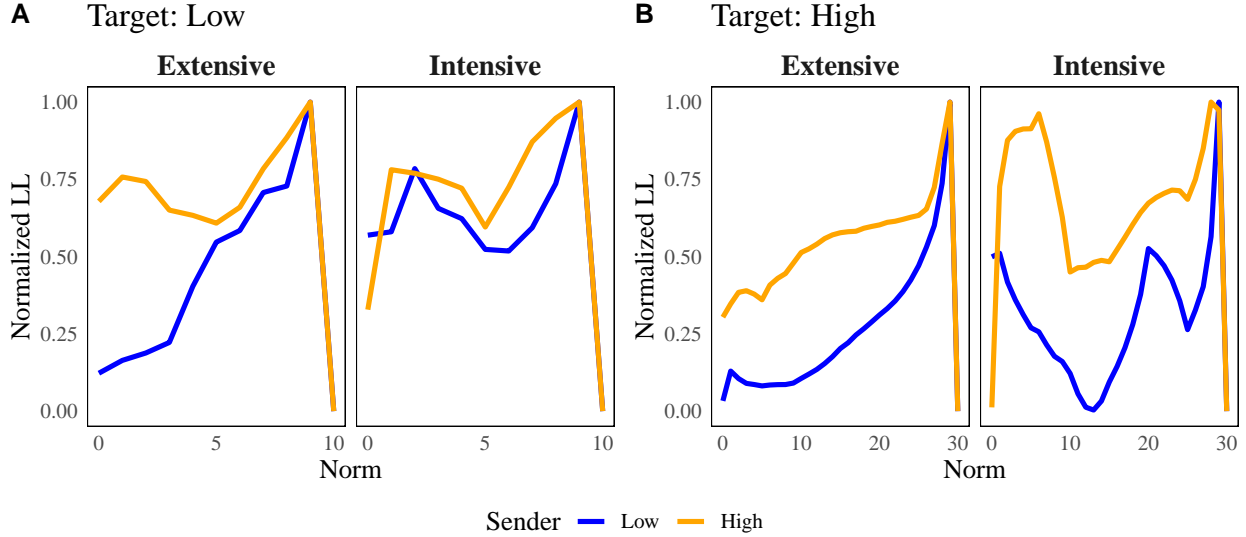 A Target: Low
B Target: High
Extensive Intensive Extensive Intensive
Normalized LL
1.00
0.75
0.50
0.25
0.00
0 5 10 0 5 10
Norm
Normalized LL
1.00
0.75
0.50
0.25
0.00
0 10 20 30 0 10 20 30
Norm
Sender Low High